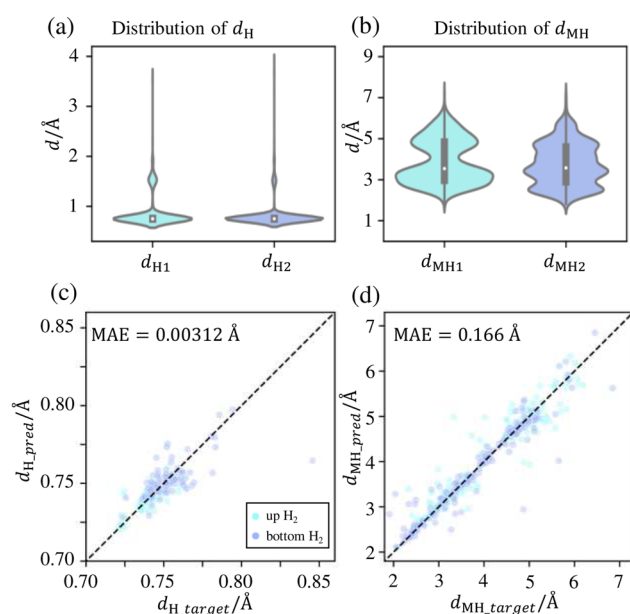 (a) Distribution of d_H
d/Å
4
3
2
1
d_H1 d_H2
(b) Distribution of d_MH
d/Å
9
7
5
3
1
d_MH1 d_MH2
(c)
MAE = 0.00312 Å
d_H_pred/Å
0.85
0.80
0.75
0.70
up H₂
bottom H₂
0.70 0.75 0.80 0.85
d_H_target/Å
(d)
MAE = 0.166 Å
d_MH_pred/Å
7
6
5
4
3
2
2 3 4 5 6 7
d_MH_target/Å